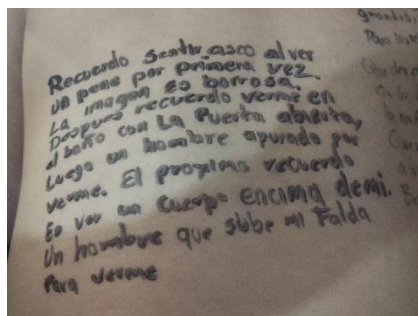 Recuerdo sentir asco al ver
un pene por primera vez.
La imagen es borrosa.
Despues recuerdo verme en
el baño con La Puerta abierta,
Luego un hombre apurado por
verme. El proximo recuerdo
Es ver un cuerpo encima demi.
Un hombre que sube mi Falda
Para verme